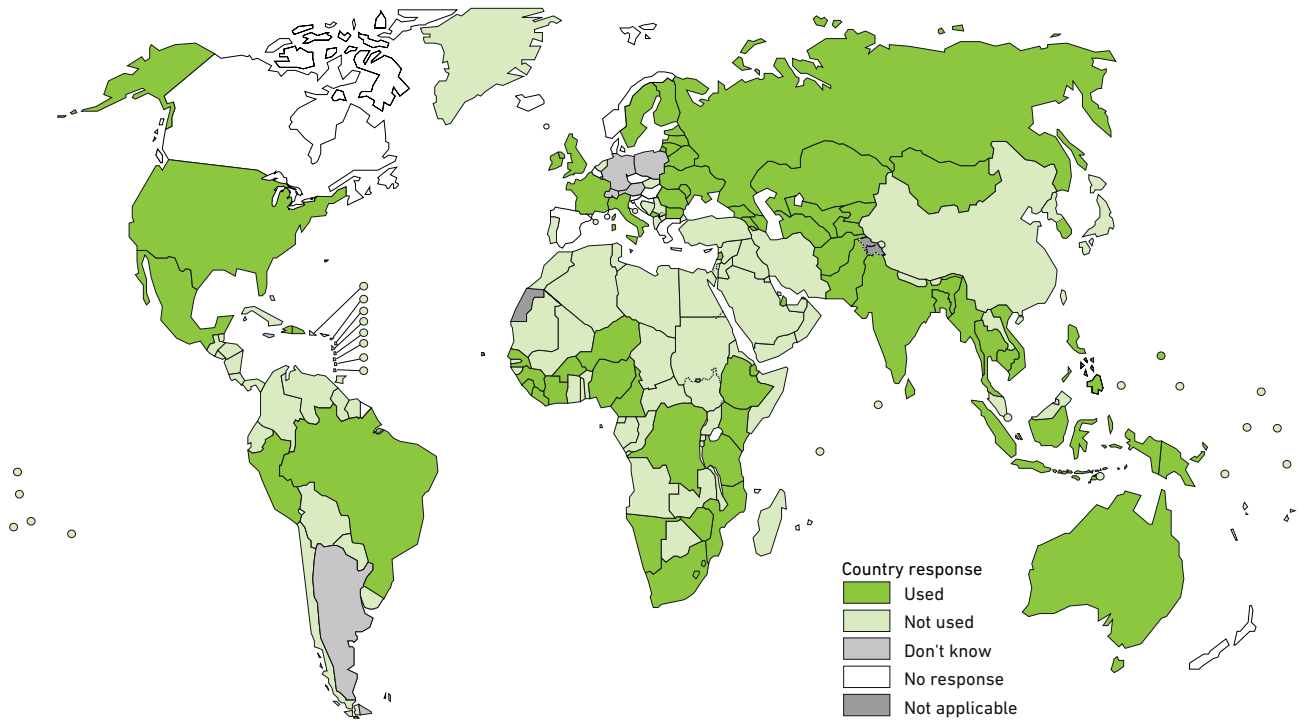 Country response
Used
Not used
Don't know
No response
Not applicable